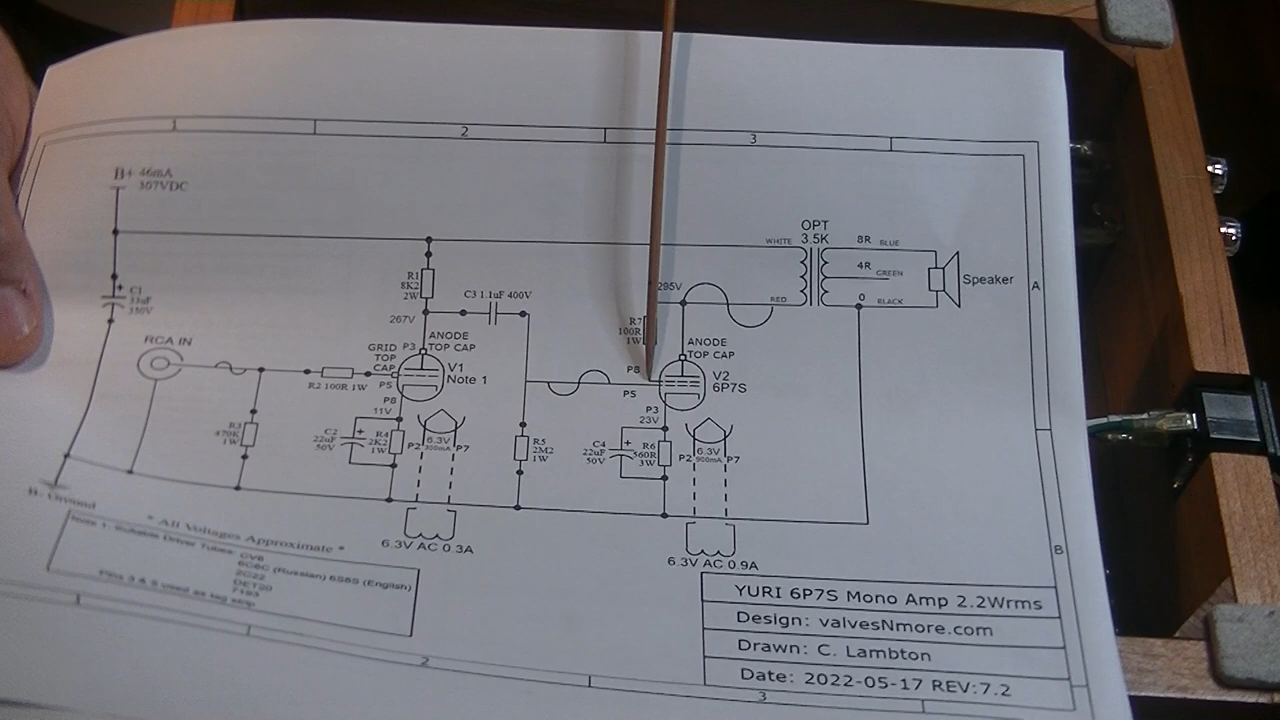 1
2
3
B+ 46mA
307VDC
C1
33uF
350V
RCA IN
R1
8K2
2W
C3 1.1uF 400V
267V
ANODE
TOP CAP
GRID
TOP
CAP
P3
P5
V1
Note 1
R2 100R 1W
P8
11V
R3
470K
1W
C2
22uF
50V
R4
2K2
1W
P2
6.3V
300mA
P7
R5
2M2
1W
295V
R7
100R
1W
P8
P5
ANODE
TOP CAP
V2
6P7S
P3
23V
C4
22uF
50V
R6
560R
3W
P2
6.3V
900mA
P7
WHITE
RED
OPT
3.5K
8R BLUE
4R
GREEN
0 BLACK
Speaker
A
B
B- Ground
6.3V AC 0.3A
6.3V AC 0.9A
* All Voltages Approximate *
Note 1: Suitable Driver Tubes: CV6
6C6C (Russian) 6S6S (English)
2C22
DET20
7193
Pins 3 & 5 used as tag strip
YURI 6P7S Mono Amp 2.2Wrms
Design: valvesNmore.com
Drawn: C. Lambton
Date: 2022-05-17 REV:7.2
1
2
3